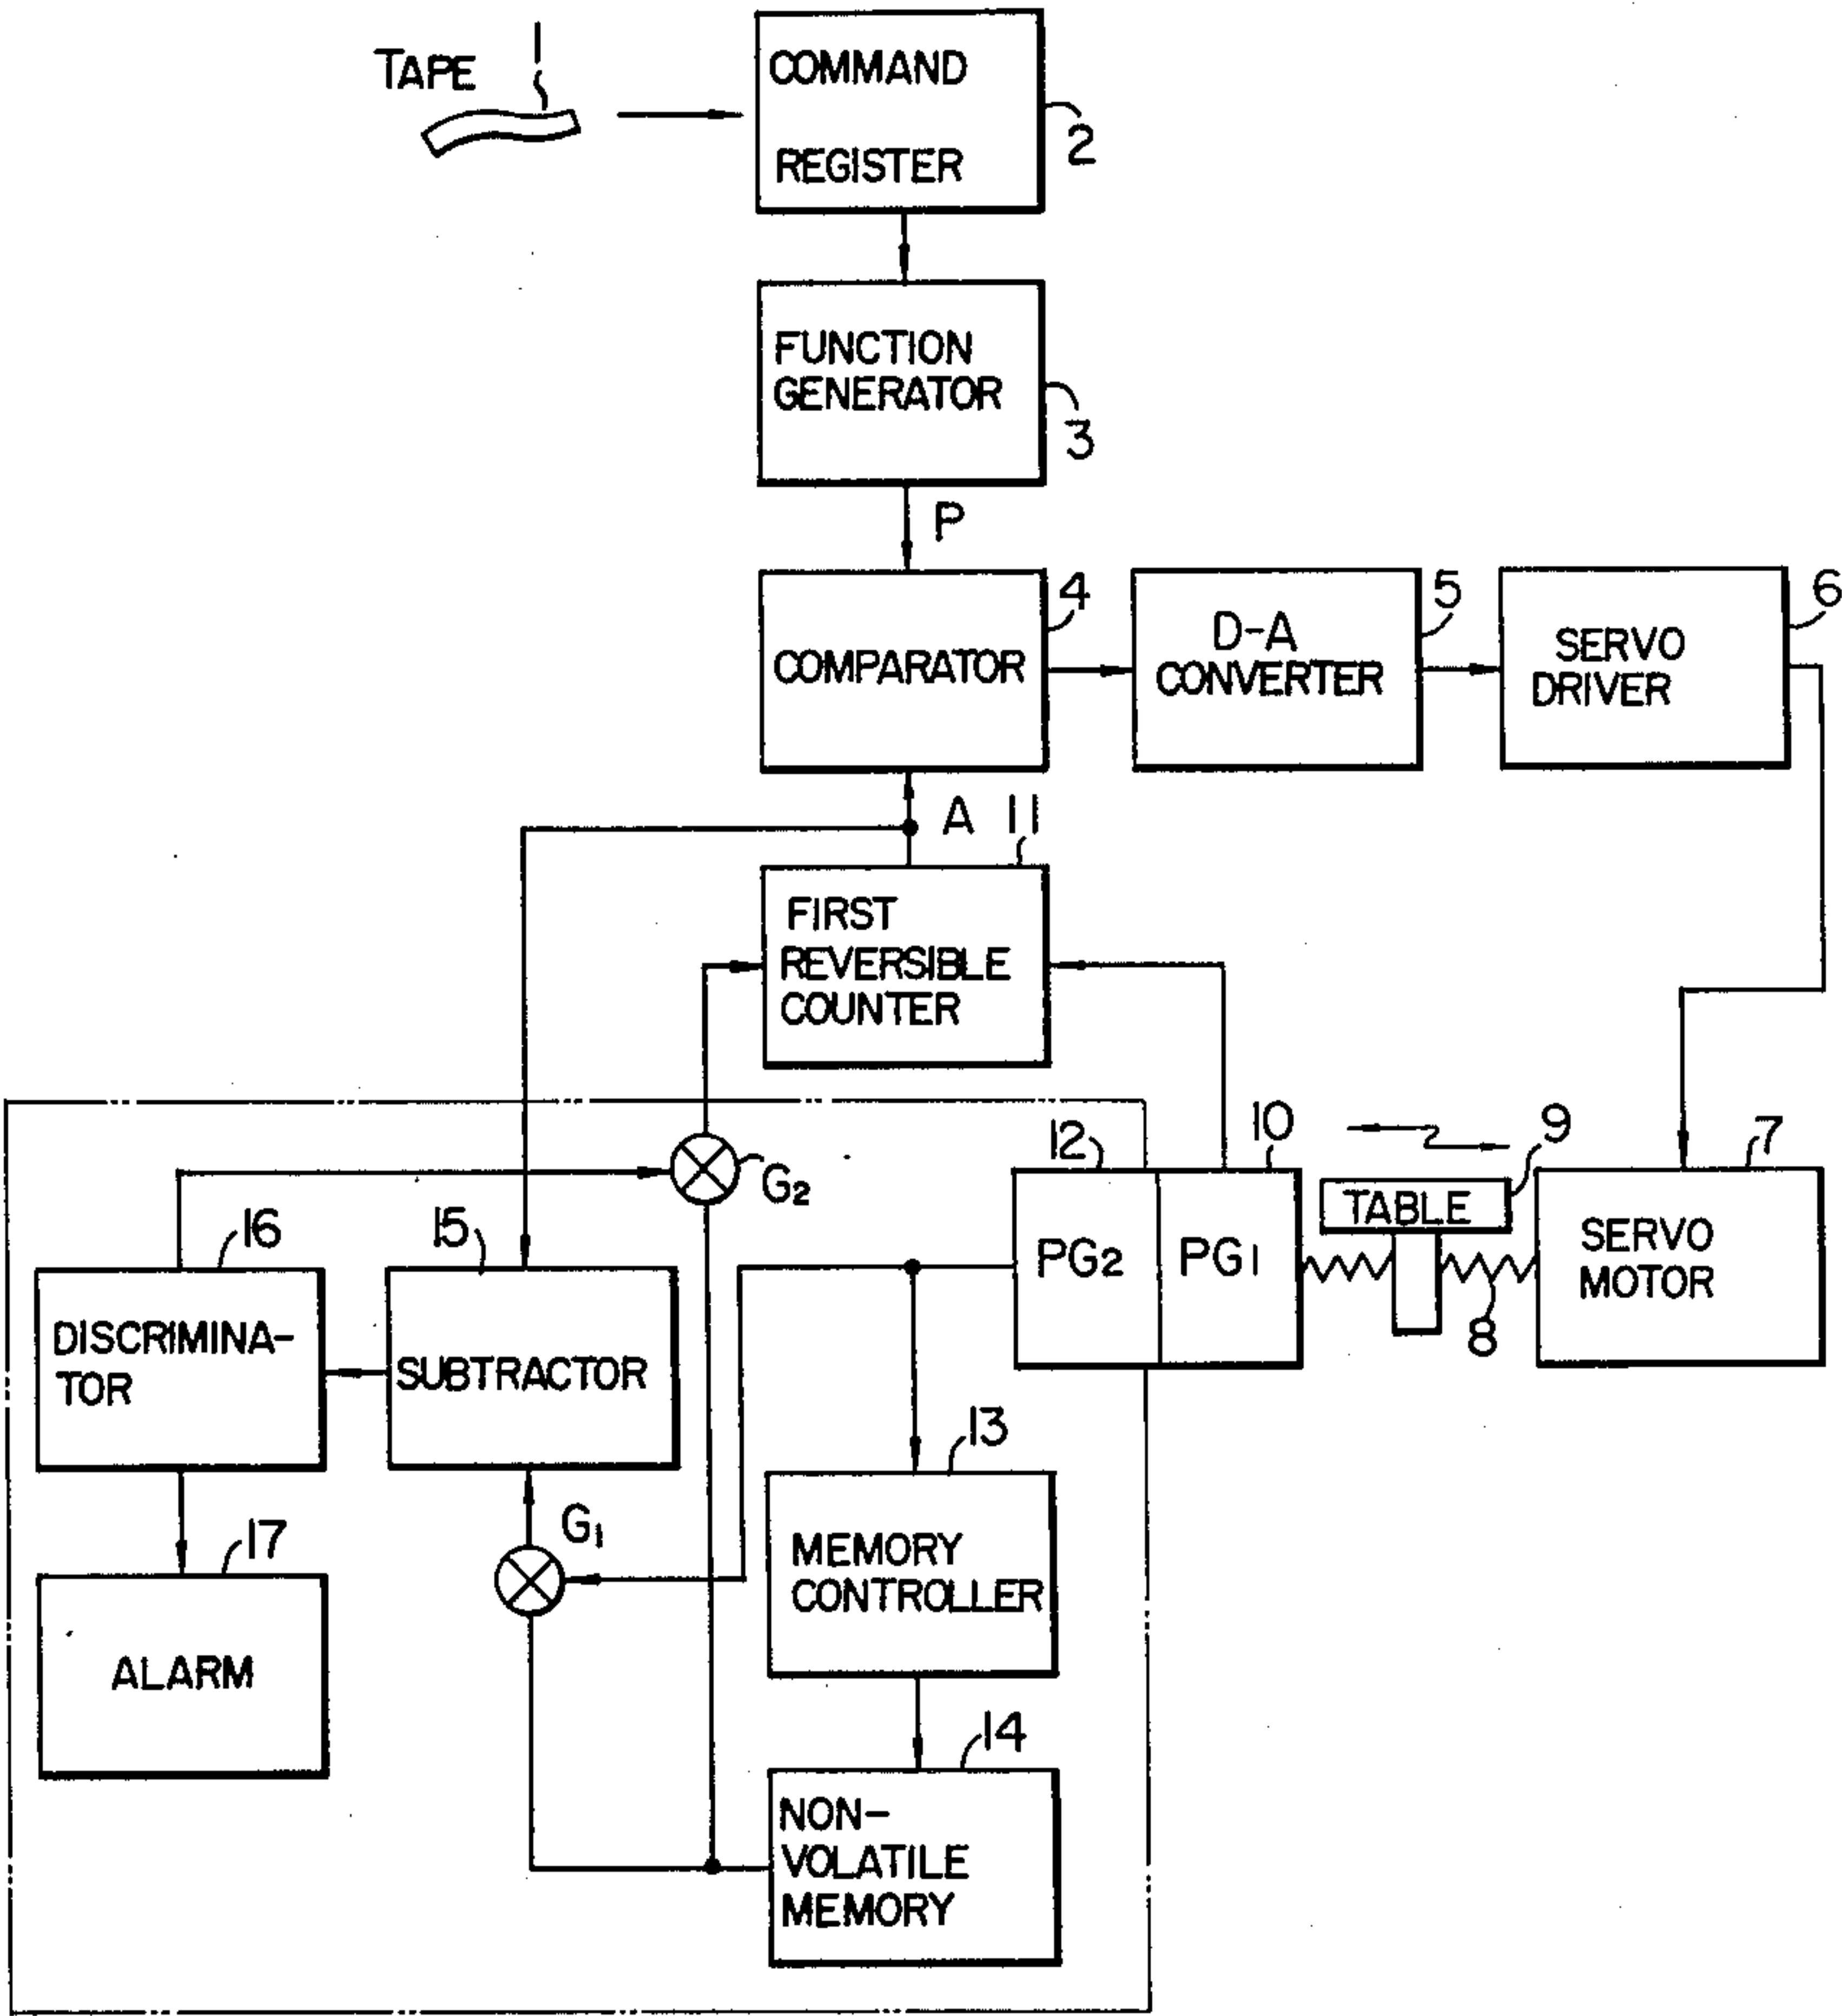 TAPE
1
COMMAND
REGISTER
2
FUNCTION
GENERATOR
3
P
COMPARATOR
4
D-A
CONVERTER
5
SERVO
DRIVER
6
A
11
FIRST
REVERSIBLE
COUNTER
G2
12
10
PG2
PG1
TABLE
9
8
7
SERVO
MOTOR
16
DISCRIMINA-
TOR
15
SUBTRACTOR
G1
13
MEMORY
CONTROLLER
17
ALARM
14
NON-
VOLATILE
MEMORY